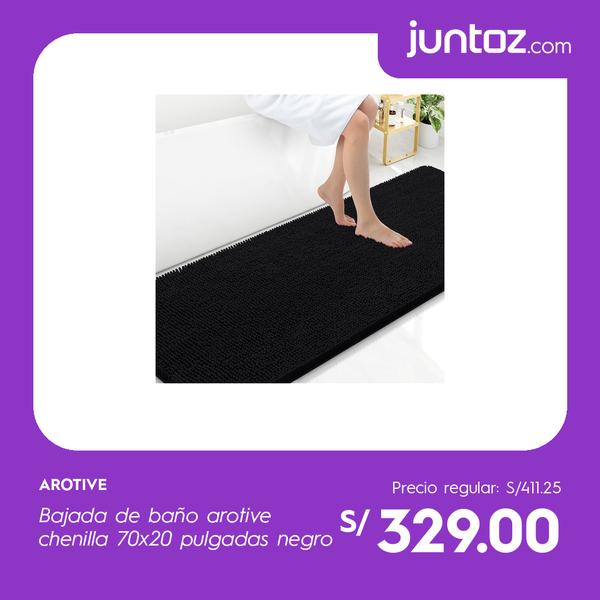 juntoz.com
AROTIVE
Bajada de baño arotive
chenilla 70x20 pulgadas negro
Precio regular: S/411.25
S/ 329.00